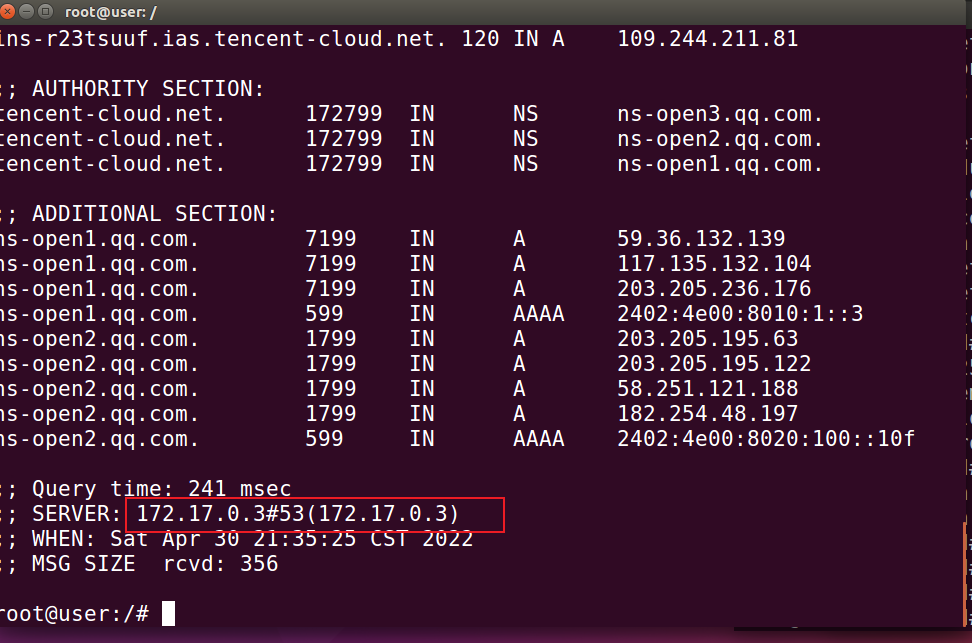 root@user: /
ins-r23tsuuf.ias.tencent-cloud.net. 120 IN A 109.244.211.81
;; AUTHORITY SECTION:
tencent-cloud.net. 172799 IN NS ns-open3.qq.com.
tencent-cloud.net. 172799 IN NS ns-open2.qq.com.
tencent-cloud.net. 172799 IN NS ns-open1.qq.com.
;; ADDITIONAL SECTION:
ns-open1.qq.com. 7199 IN A 59.36.132.139
ns-open1.qq.com. 7199 IN A 117.135.132.104
ns-open1.qq.com. 7199 IN A 203.205.236.176
ns-open1.qq.com. 599 IN AAAA 2402:4e00:8010:1::3
ns-open2.qq.com. 1799 IN A 203.205.195.63
ns-open2.qq.com. 1799 IN A 203.205.195.122
ns-open2.qq.com. 1799 IN A 58.251.121.188
ns-open2.qq.com. 1799 IN A 182.254.48.197
ns-open2.qq.com. 599 IN AAAA 2402:4e00:8020:100::10f
;; Query time: 241 msec
;; SERVER: 172.17.0.3#53(172.17.0.3)
;; WHEN: Sat Apr 30 21:35:25 CST 2022
;; MSG SIZE rcvd: 356
root@user:/#